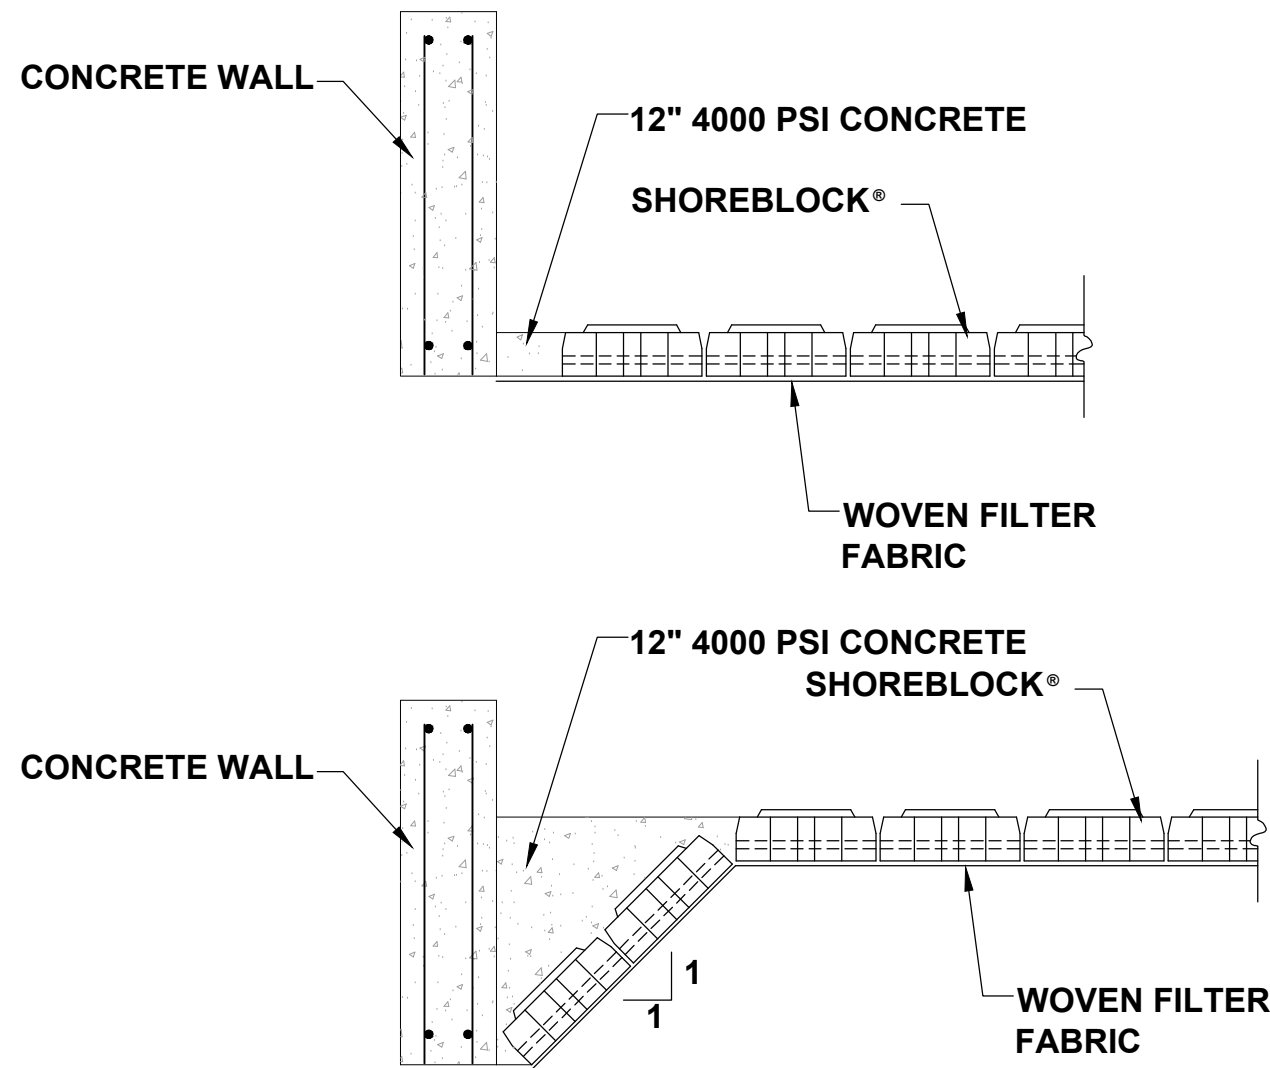 CONCRETE WALL
12" 4000 PSI CONCRETE
SHOREBLOCK®
WOVEN FILTER
FABRIC
12" 4000 PSI CONCRETE
SHOREBLOCK®
CONCRETE WALL
1
1
WOVEN FILTER
FABRIC